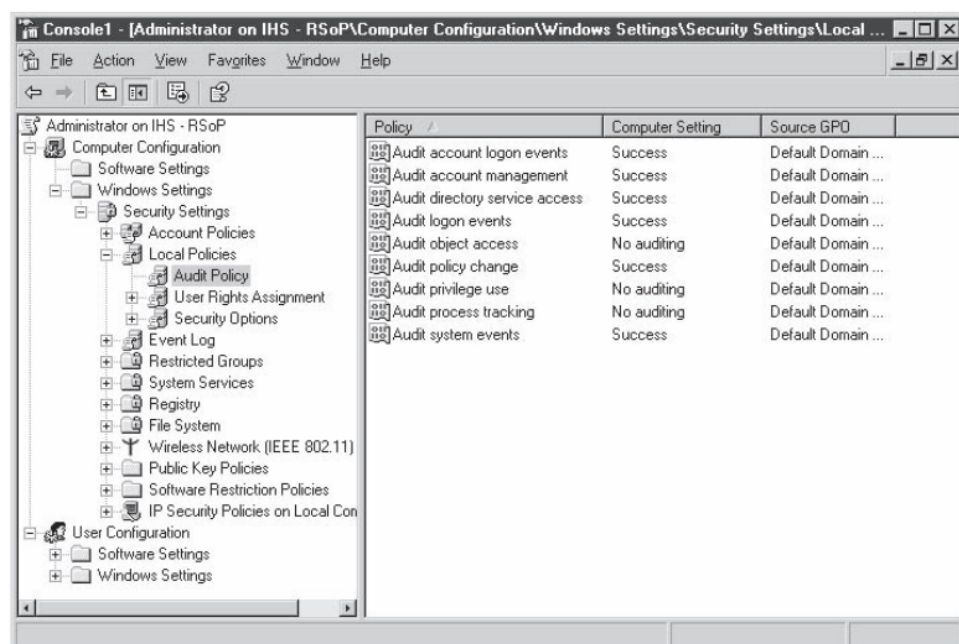 Console1 - [Administrator on IHS - RSoP\Computer Configuration\Windows Settings\Security Settings\Local ...
File Action View Favorites Window Help
Administrator on IHS - RSoP
Computer Configuration
Software Settings
Windows Settings
Security Settings
Account Policies
Local Policies
Audit Policy
User Rights Assignment
Security Options
Event Log
Restricted Groups
System Services
Registry
File System
Wireless Network (IEEE 802.11)
Public Key Policies
Software Restriction Policies
IP Security Policies on Local Con
User Configuration
Software Settings
Windows Settings
Policy Computer Setting Source GPO
Audit account logon events Success Default Domain ...
Audit account management Success Default Domain ...
Audit directory service access Success Default Domain ...
Audit logon events Success Default Domain ...
Audit object access No auditing Default Domain ...
Audit policy change Success Default Domain ...
Audit privilege use No auditing Default Domain ...
Audit process tracking No auditing Default Domain ...
Audit system events Success Default Domain ...